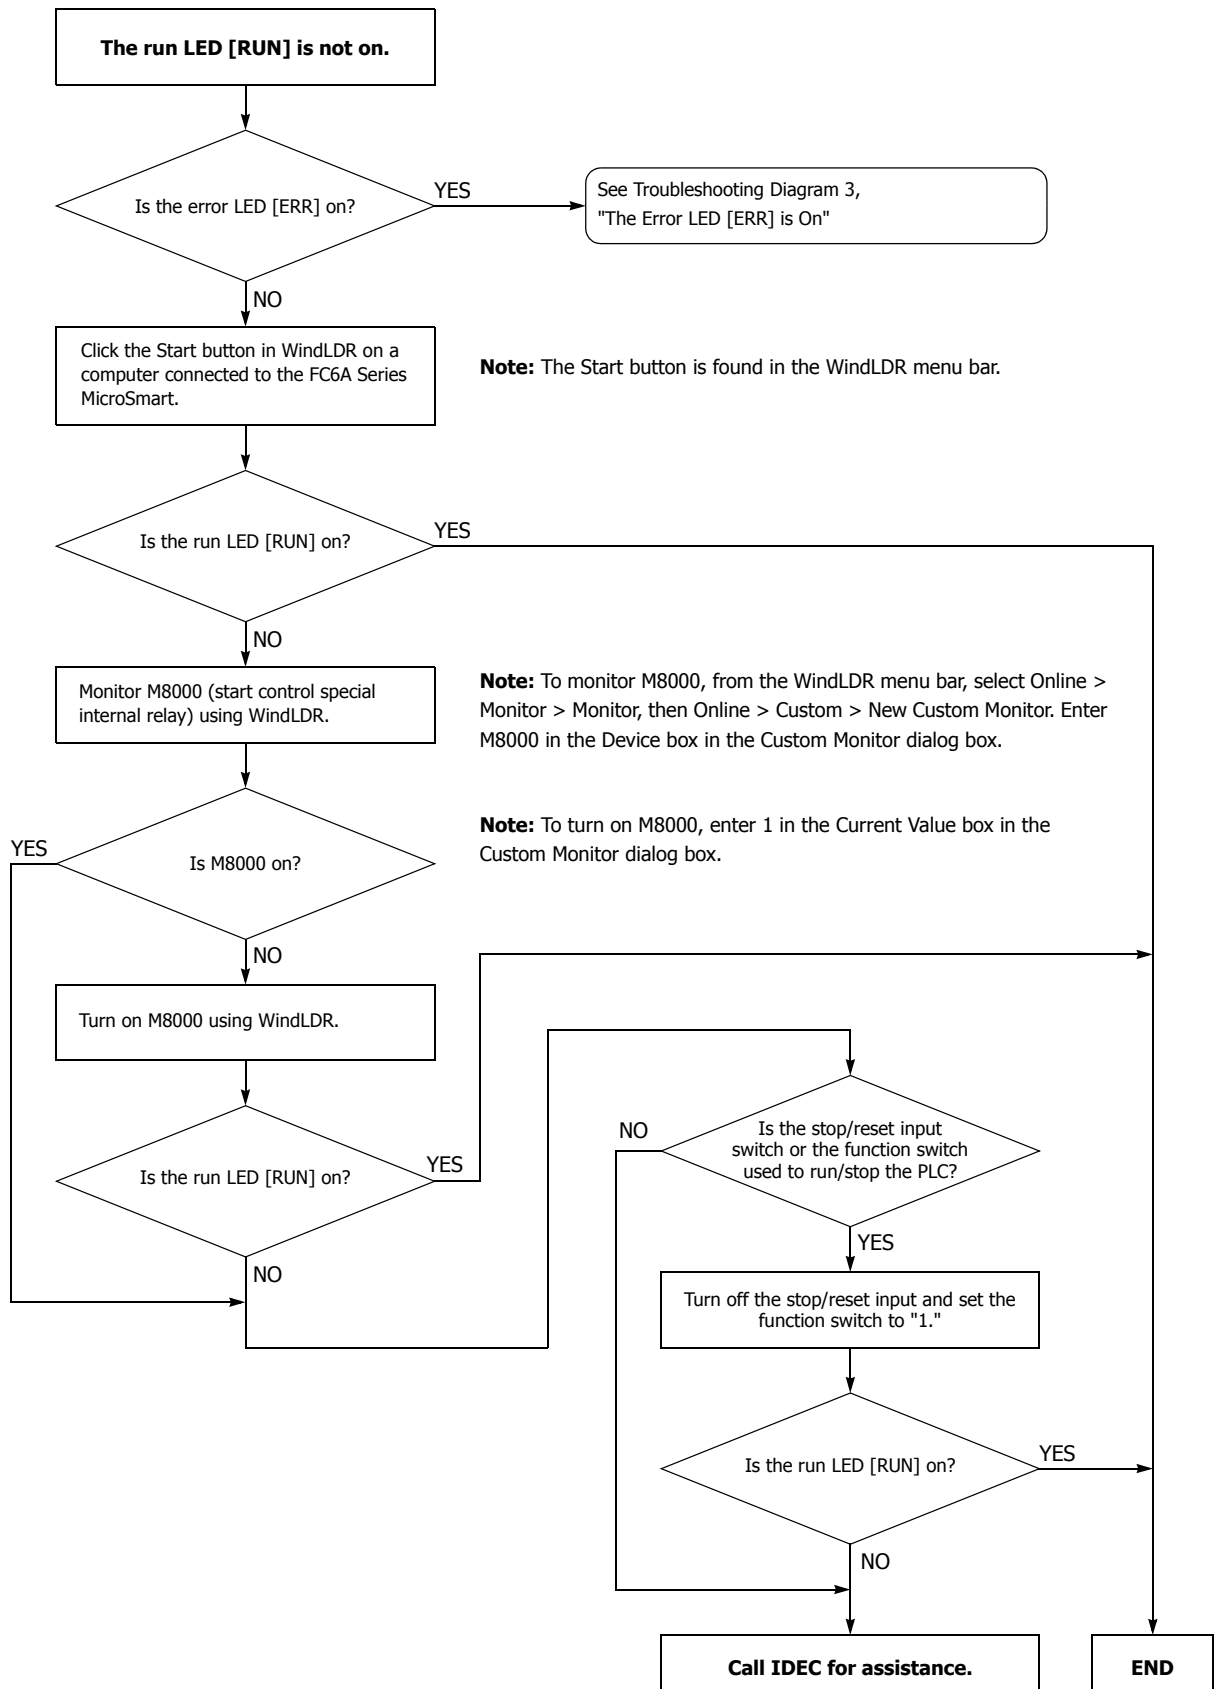 The run LED [RUN] is not on.
Is the error LED [ERR] on?
YES
See Troubleshooting Diagram 3,
"The Error LED [ERR] is On"
NO
Click the Start button in WindLDR on a
computer connected to the FC6A Series
MicroSmart.
Note: The Start button is found in the WindLDR menu bar.
Is the run LED [RUN] on?
YES
NO
Monitor M8000 (start control special
internal relay) using WindLDR.
Note: To monitor M8000, from the WindLDR menu bar, select Online >
Monitor > Monitor, then Online > Custom > New Custom Monitor. Enter
M8000 in the Device box in the Custom Monitor dialog box.
Note: To turn on M8000, enter 1 in the Current Value box in the
Custom Monitor dialog box.
YES
Is M8000 on?
NO
Turn on M8000 using WindLDR.
Is the run LED [RUN] on?
YES
NO
NO
Is the stop/reset input
switch or the function switch
used to run/stop the PLC?
YES
Turn off the stop/reset input and set the
function switch to "1."
Is the run LED [RUN] on?
YES
NO
Call IDEC for assistance.
END